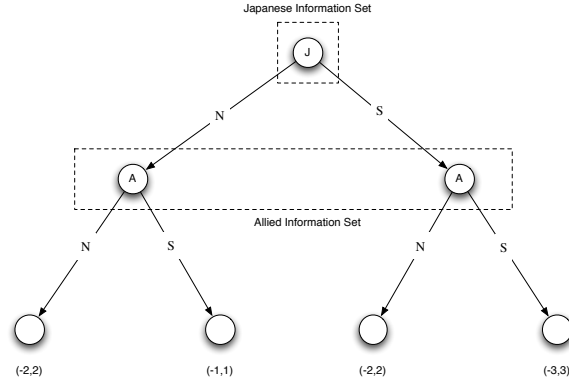 Japanese Information Set
J
N
S
A
A
Allied Information Set
N
S
N
S
(-2,2)
(-1,1)
(-2,2)
(-3,3)